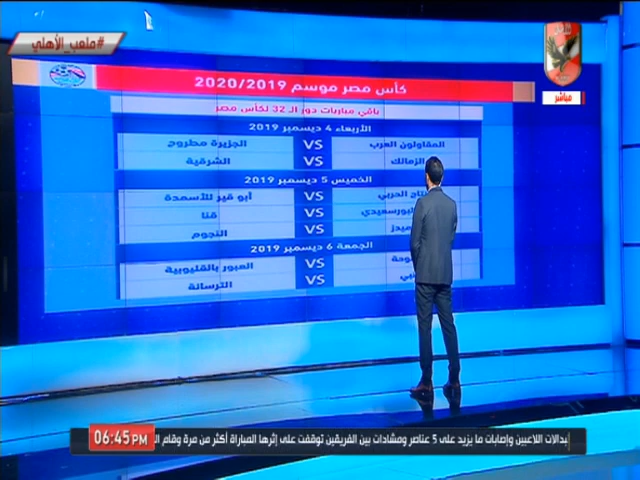 #ملعب_الأهلي
كأس مصر موسم 2020/2019
مباشر
باقي مباريات دور الـ 32 لكأس مصر
الأربعاء 4 ديسمبر 2019
المقاولون العرب VS الجزيرة مطروح
الزمالك VS الشرقية
الخميس 5 ديسمبر 2019
الحربي VS أبو قير للأسمدة
VS قنا
VS النجوم
الجمعة 6 ديسمبر 2019
VS العبور بالقليوبية
VS الترسانة
بدالات اللاعبين وإصابات ما يزيد على 5 عناصر ومشادات بين الفريقين توقفت على إثرها المباراة أكثر من مرة وقام ال
06:45 PM